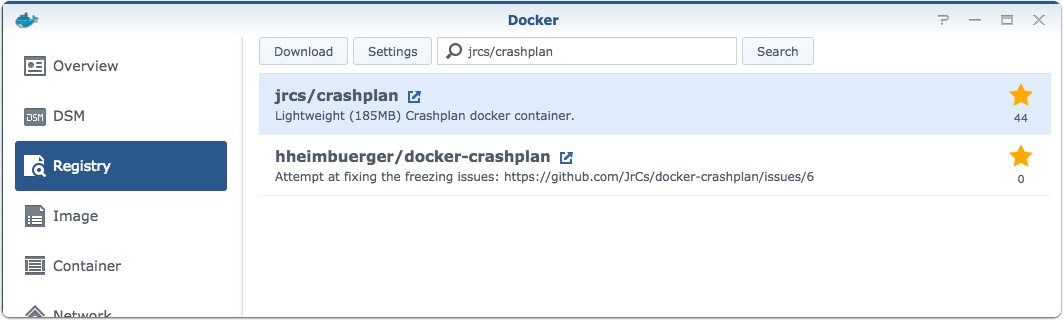 Docker
Download Settings jrcs/crashplan Search
Overview
DSM
DSM
Registry
Image
Container
Network
jrcs/crashplan
Lightweight (185MB) Crashplan docker container.
44
hheimbuerger/docker-crashplan
Attempt at fixing the freezing issues: https://github.com/JrCs/docker-crashplan/issues/6
0